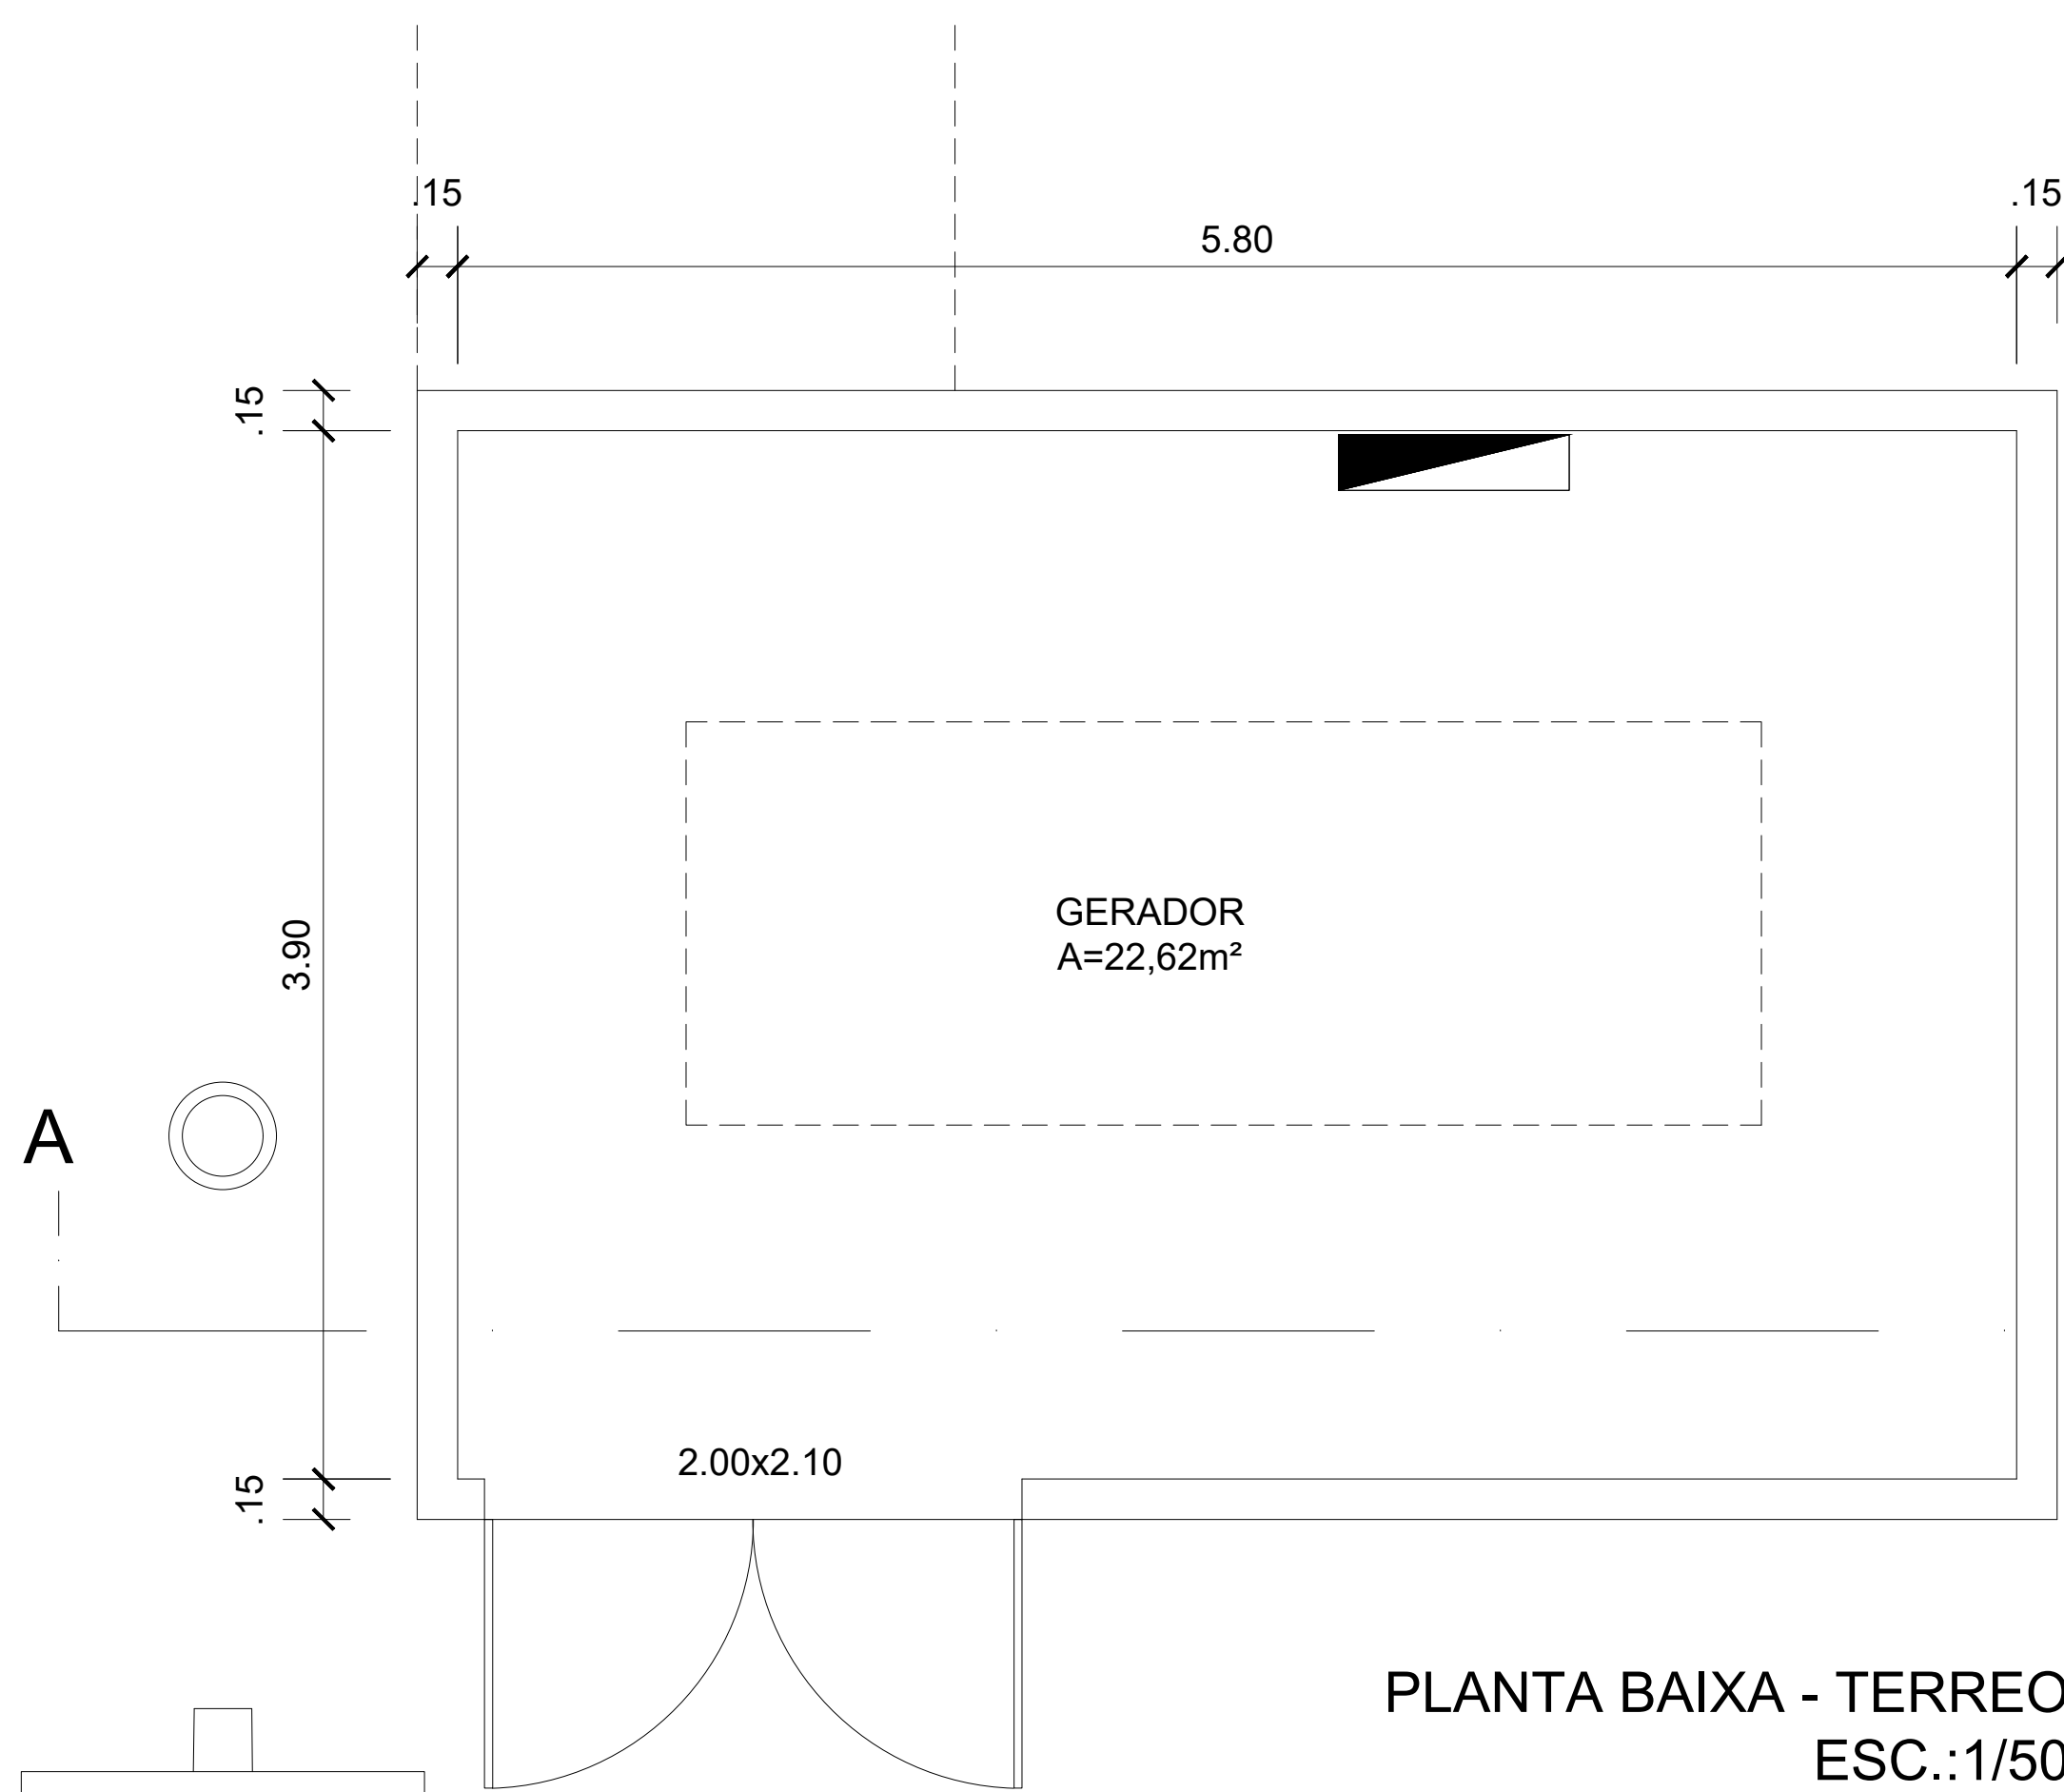 .15
.15
5.80
.15
GERADOR
A=22,62m²
3.90
A
2.00x2.10
.15
PLANTA BAIXA - TERREO
ESC.:1/50